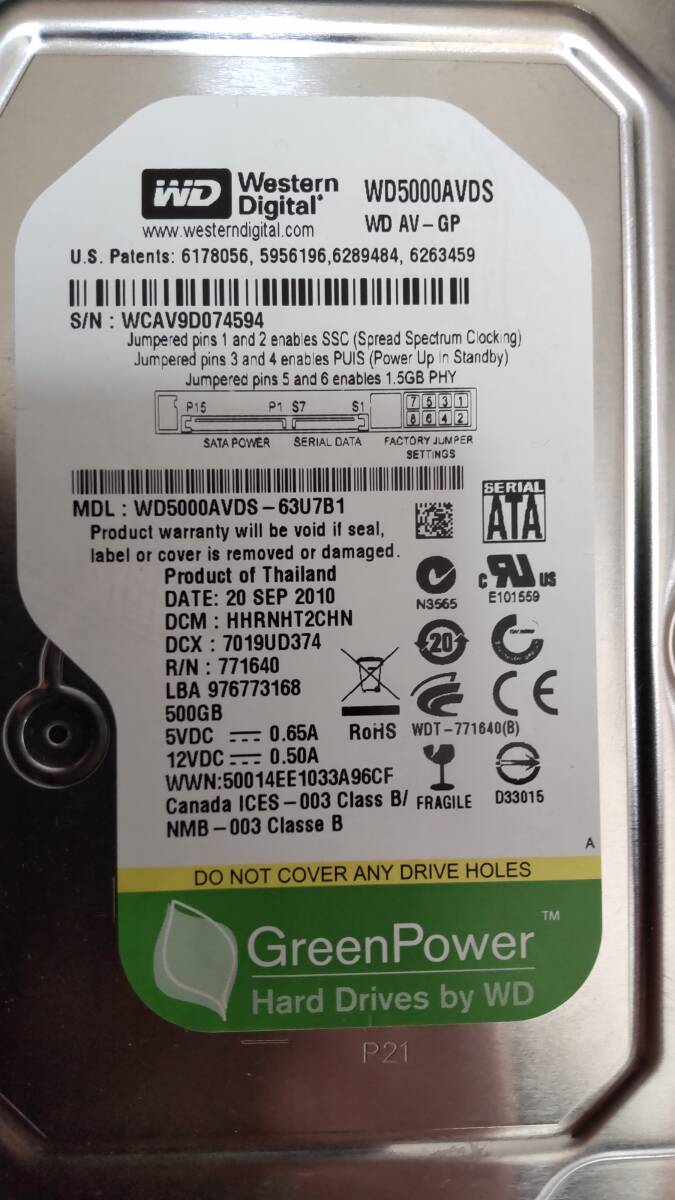 WD Western Digital® WD5000AVDS
www.westerndigital.com WD AV-GP
U.S. Patents: 6178056, 5956196,6289484, 6263459
S/N : WCAV9D074594
Jumpered pins 1 and 2 enables SSC (Spread Spectrum Clocking)
Jumpered pins 3 and 4 enables PUIS (Power Up in Standby)
Jumpered pins 5 and 6 enables 1.5GB PHY
P15 P1 S7 S1 7 5 3 1
8 6 4 2
SATA POWER SERIAL DATA FACTORY JUMPER
SETTINGS
MDL : WD5000AVDS-63U7B1
SERIAL
ATA
Product warranty will be void if seal,
label or cover is removed or damaged.
Product of Thailand
DATE: 20 SEP 2010
DCM : HHRNHT2CHN
DCX : 7019UD374
R/N : 771640
LBA 976773168
500GB
5VDC 0.65A
12VDC 0.50A
WWN:50014EE1033A96CF
Canada ICES-003 Class B/
NMB-003 Classe B
N3565
c RU US
E101559
20
RoHS
CE
WDT-771640(B)
FRAGILE
D33015
A
DO NOT COVER ANY DRIVE HOLES
GreenPower™
Hard Drives by WD
P21